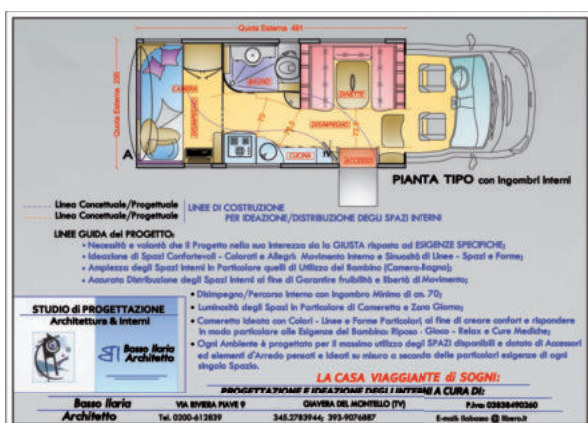 Quota Esterna 491
Quota Esterna 235
CAMERA
DISIMPEGNO
BAGNO
DINETTE
DISIMPEGNO
CUCINA
TV
ACCESSO
A
PIANTA TIPO con Ingombri Interni
Linea Concettuale/Progettuale
Linea Concettuale/Progettuale
LINEE DI COSTRUZIONE
PER IDEAZIONE/DISTRIBUZIONE DEGLI SPAZI INTERNI
LINEE GUIDA del PROGETTO:
• Necessità e volontà che il Progetto nella sua interezza sia la GIUSTA risposta ad ESIGENZE SPECIFICHE;
• Ideazione di Spazi Confortevoli - Colorati e Allegri: Movimento Interno e Sinuosità di Linee - Spazi e Forme;
• Ampiezza degli Spazi Interni in Particolare quelli di Utilizzo del Bambino (Camera-Bagno);
• Accurata Distribuzione degli Spazi Interni al fine di Garantire fruibilità e libertà di Movimento;
• Disimpegno/Percorso Interno con Ingombro Minimo di cm. 70;
• Luminosità degli Spazi in Particolare di Cameretta e Zona Giorno;
• Cameretta Ideata con Colori - Linee e Forme Particolari, al fine di creare confort e rispondere
in modo particolare alle Esigenze del Bambino: Riposo - Gioco - Relax e Cure Mediche;
• Ogni Ambiente è progettato per il massimo utilizzo degli SPAZI disponibili e dotato di Accessori
ed elementi d'Arredo pensati e Ideati su misura a seconda delle particolari esigenze di ogni
singolo Spazio.
STUDIO di PROGETTAZIONE
Architettura & Interni
Basso Ilaria
Architetto
LA CASA VIAGGIANTE di SOGNI:
PROGETTAZIONE E IDEAZIONE DEGLI INTERNI A CURA DI:
Basso Ilaria VIA RIVIERA PIAVE 9 GIAVERA DEL MONTELLO (TV) P.iva: 03838490260
Architetto Tel. 0200-612839 345.2783944; 393-9076887 E-mail: ilabasso @ libero.it